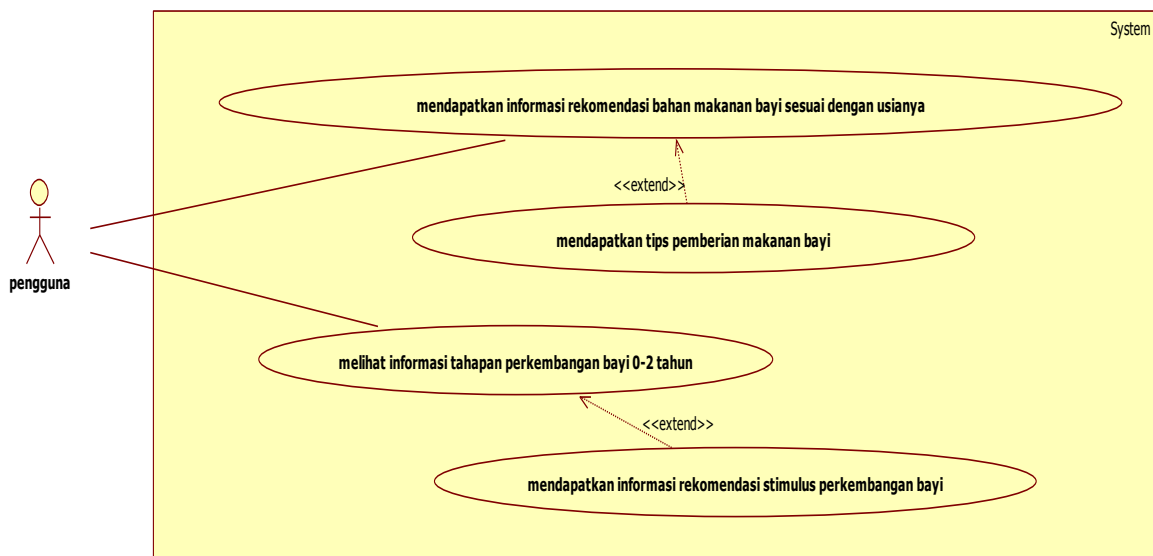 System
mendapatkan informasi rekomendasi bahan makanan bayi sesuai dengan usianya
<<extend>>
mendapatkan tips pemberian makanan bayi
pengguna
melihat informasi tahapan perkembangan bayi 0-2 tahun
<<extend>>
mendapatkan informasi rekomendasi stimulus perkembangan bayi